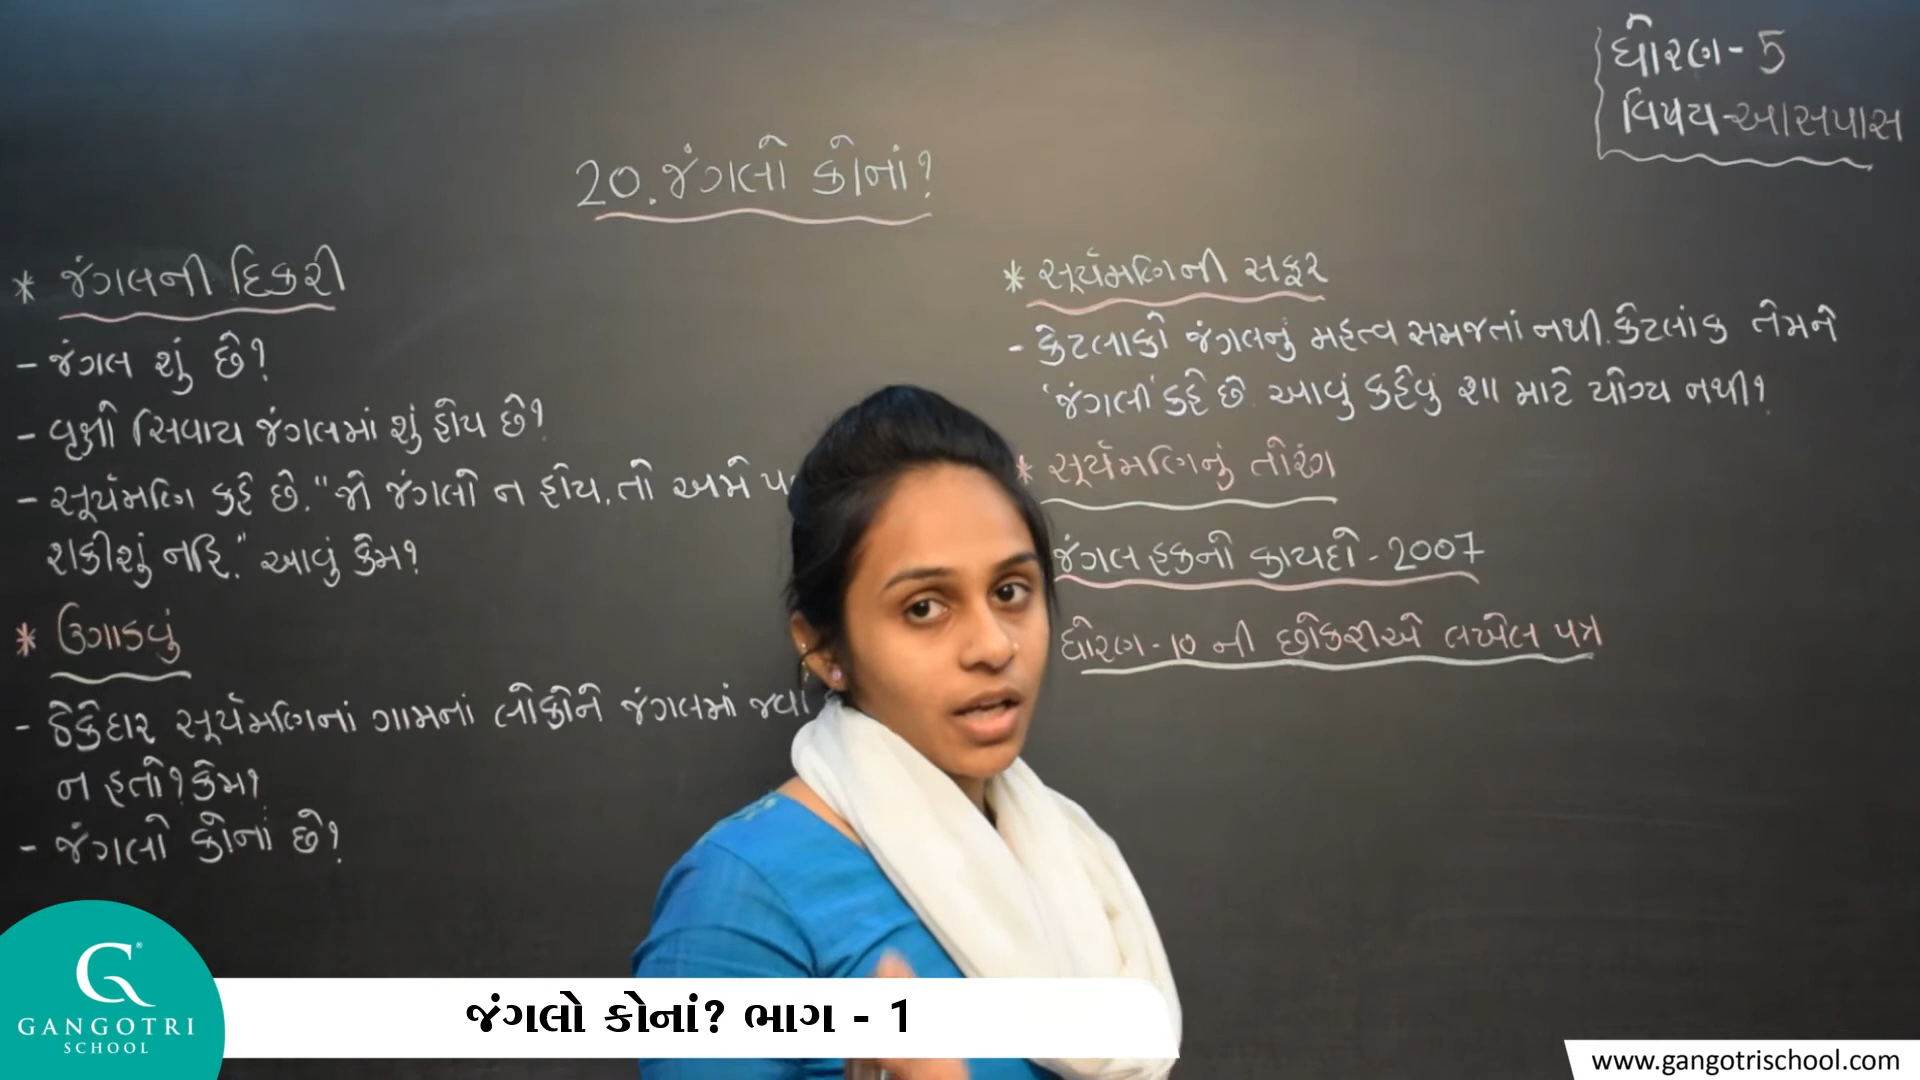 ધોરણ - 5
વિષય - આસપાસ
20. જંગલો કોનાં?
* જંગલની દિકરી
- જંગલ શું છે?
- વૃક્ષો સિવાય જંગલમાં શું હોય છે?
- સૂર્યમણિ કહે છે. "જો જંગલો ન હોય, તો અમે
શકીશું નહિ." આવું કેમ?
* ઉગાડવું
- ઠેકેદાર સૂર્યમણિનાં ગામનાં લોકોને જંગલમાં જવા
ન હતો? કેમ?
- જંગલો કોનાં છે?
* સૂર્યમણિની સફર
- કેટલાકો જંગલનું મહત્વ સમજતાં નથી. કેટલાંક તેમને
'જંગલી' કહે છે. આવું કહેવું શા માટે યોગ્ય નથી?
* સૂર્યમણિનું તોરંગ
જંગલ હકનો કાયદો - 2007
ધોરણ - 10 ની છોકરીએ લખેલ પત્ર
જંગલો કોનાં? ભાગ - 1
GANGOTRI
SCHOOL
www.gangotrischool.com